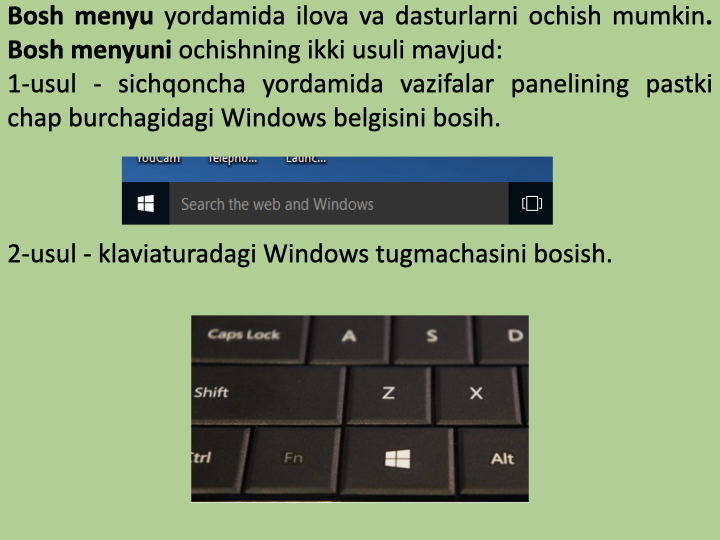 Bosh menyu yordamida ilova va dasturlarni ochish mumkin.
Bosh menyuni ochishning ikki usuli mavjud:
1-usul - sichqoncha yordamida vazifalar panelining pastki
chap burchagidagi Windows belgisini bosih.
YouCam Telepho... Launc...
Search the web and Windows
2-usul - klaviaturadagi Windows tugmachasini bosish.
Caps Lock A S D
Shift Z X
Ctrl Fn Alt